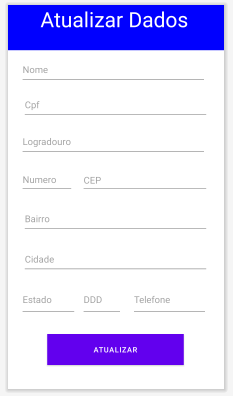 Atualizar Dados
Nome
Cpf
Logradouro
Numero CEP
Bairro
Cidade
Estado DDD Telefone
ATUALIZAR